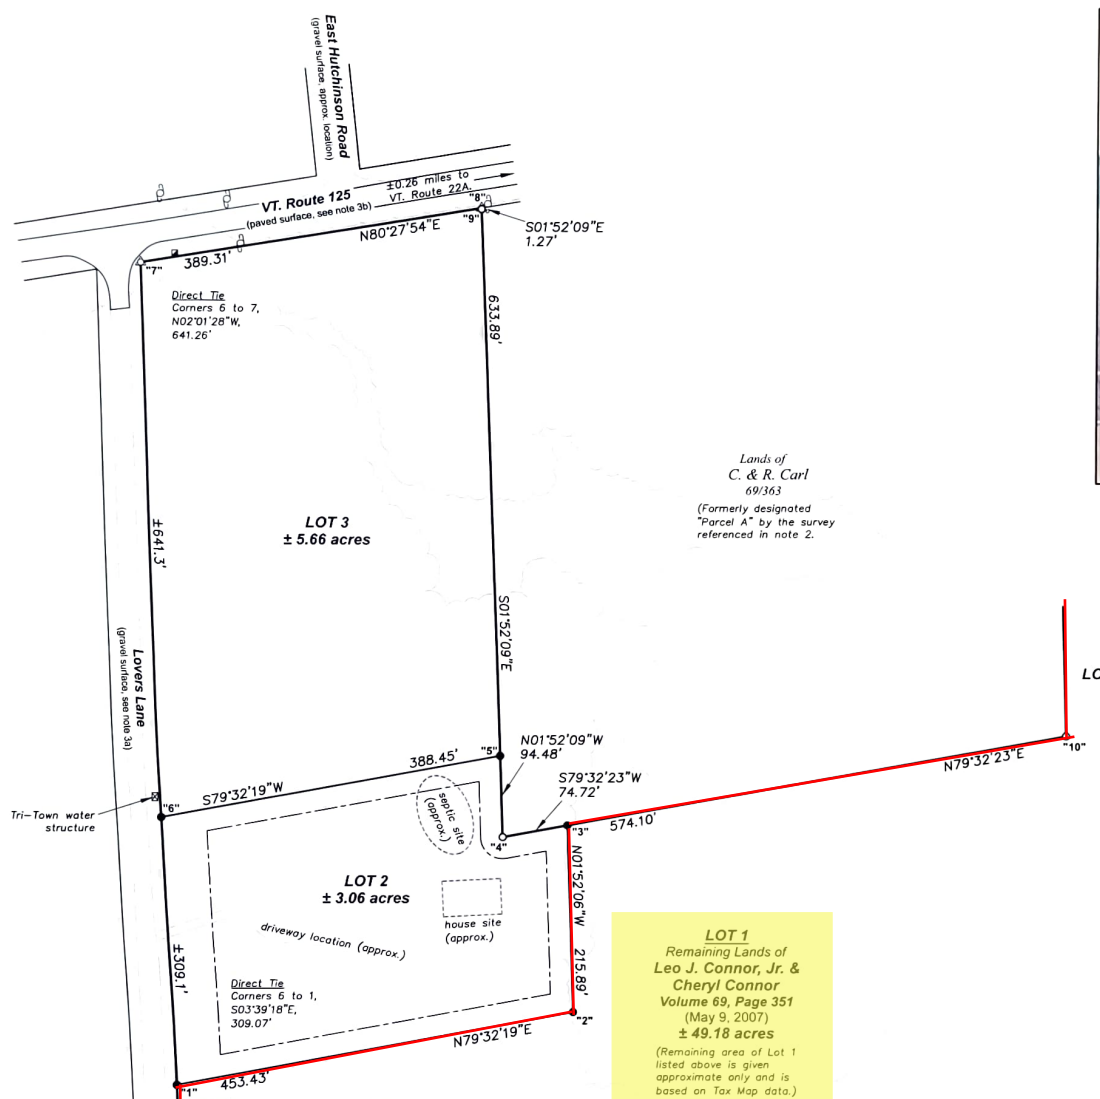 East Hutchinson Road
(gravel surface, approx. location)
VT. Route 125
(paved surface, see note 3b)
±0.26 miles to
VT. Route 22A.
"8"
"9"
S01°52'09"E
1.27'
N80°27'54"E
389.31'
"7"
Direct Tie
Corners 6 to 7,
N02°01'28"W,
641.26'
633.89'
Lands of
C. & R. Carl
69/363
(Formerly designated
"Parcel A" by the survey
referenced in note 2.
LOT 3
± 5.66 acres
±641.3'
S01°52'09"E
Lovers Lane
(gravel surface, see note 3a)
LO
"10"
N79°32'23"E
574.10'
"5"
N01°52'09"W
94.48'
388.45'
S79°32'19"W
S79°32'23"W
74.72'
"6"
Tri-Town water
structure
septic site
(approx.)
"4"
"3"
N01°52'06"W
215.89'
LOT 2
± 3.06 acres
house site
(approx.)
driveway location (approx.)
±309.1'
Direct Tie
Corners 6 to 1,
S03°39'18"E,
309.07'
"2"
N79°32'19"E
453.43'
"1"
LOT 1
Remaining Lands of
Leo J. Connor, Jr. &
Cheryl Connor
Volume 69, Page 351
(May 9, 2007)
± 49.18 acres
(Remaining area of Lot 1
listed above is given
approximate only and is
based on Tax Map data.)